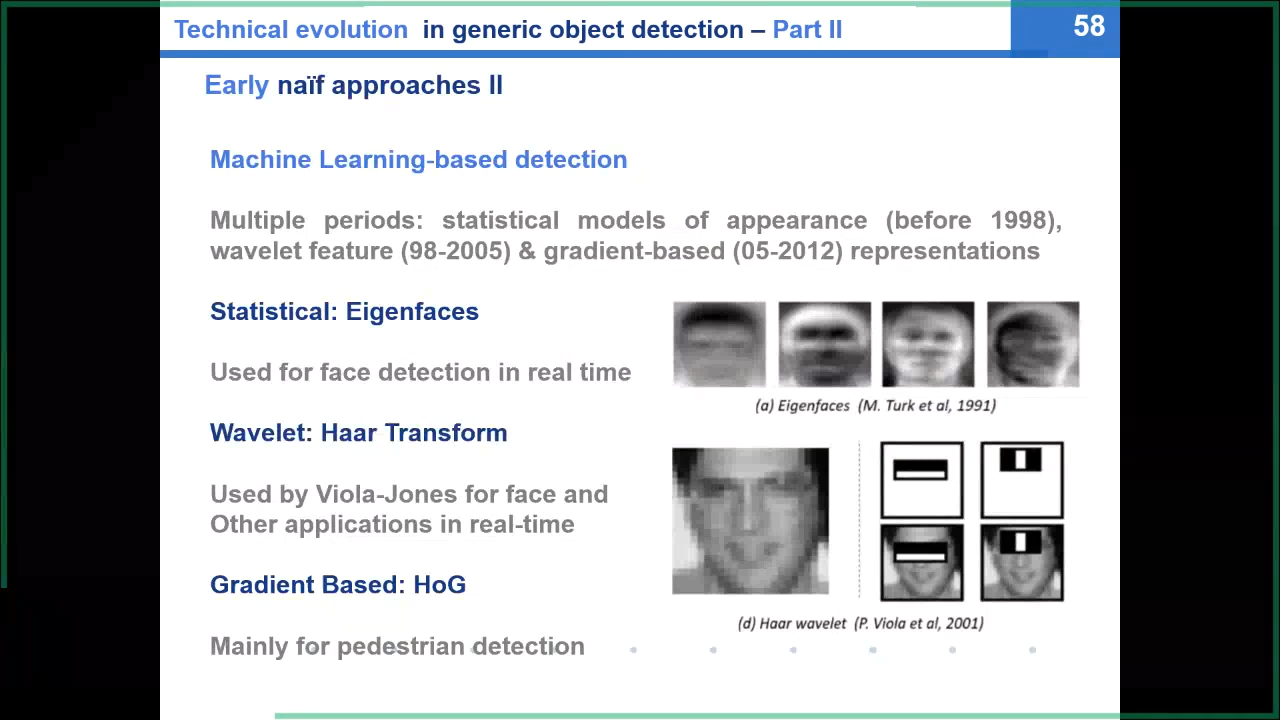 Technical evolution in generic object detection – Part II
58
Early naïf approaches II
Machine Learning-based detection
Multiple periods: statistical models of appearance (before 1998),
wavelet feature (98-2005) & gradient-based (05-2012) representations
Statistical: Eigenfaces
Used for face detection in real time
(a) Eigenfaces (M. Turk et al, 1991)
Wavelet: Haar Transform
Used by Viola-Jones for face and
Other applications in real-time
Gradient Based: HoG
(d) Haar wavelet (P. Viola et al, 2001)
Mainly for pedestrian detection